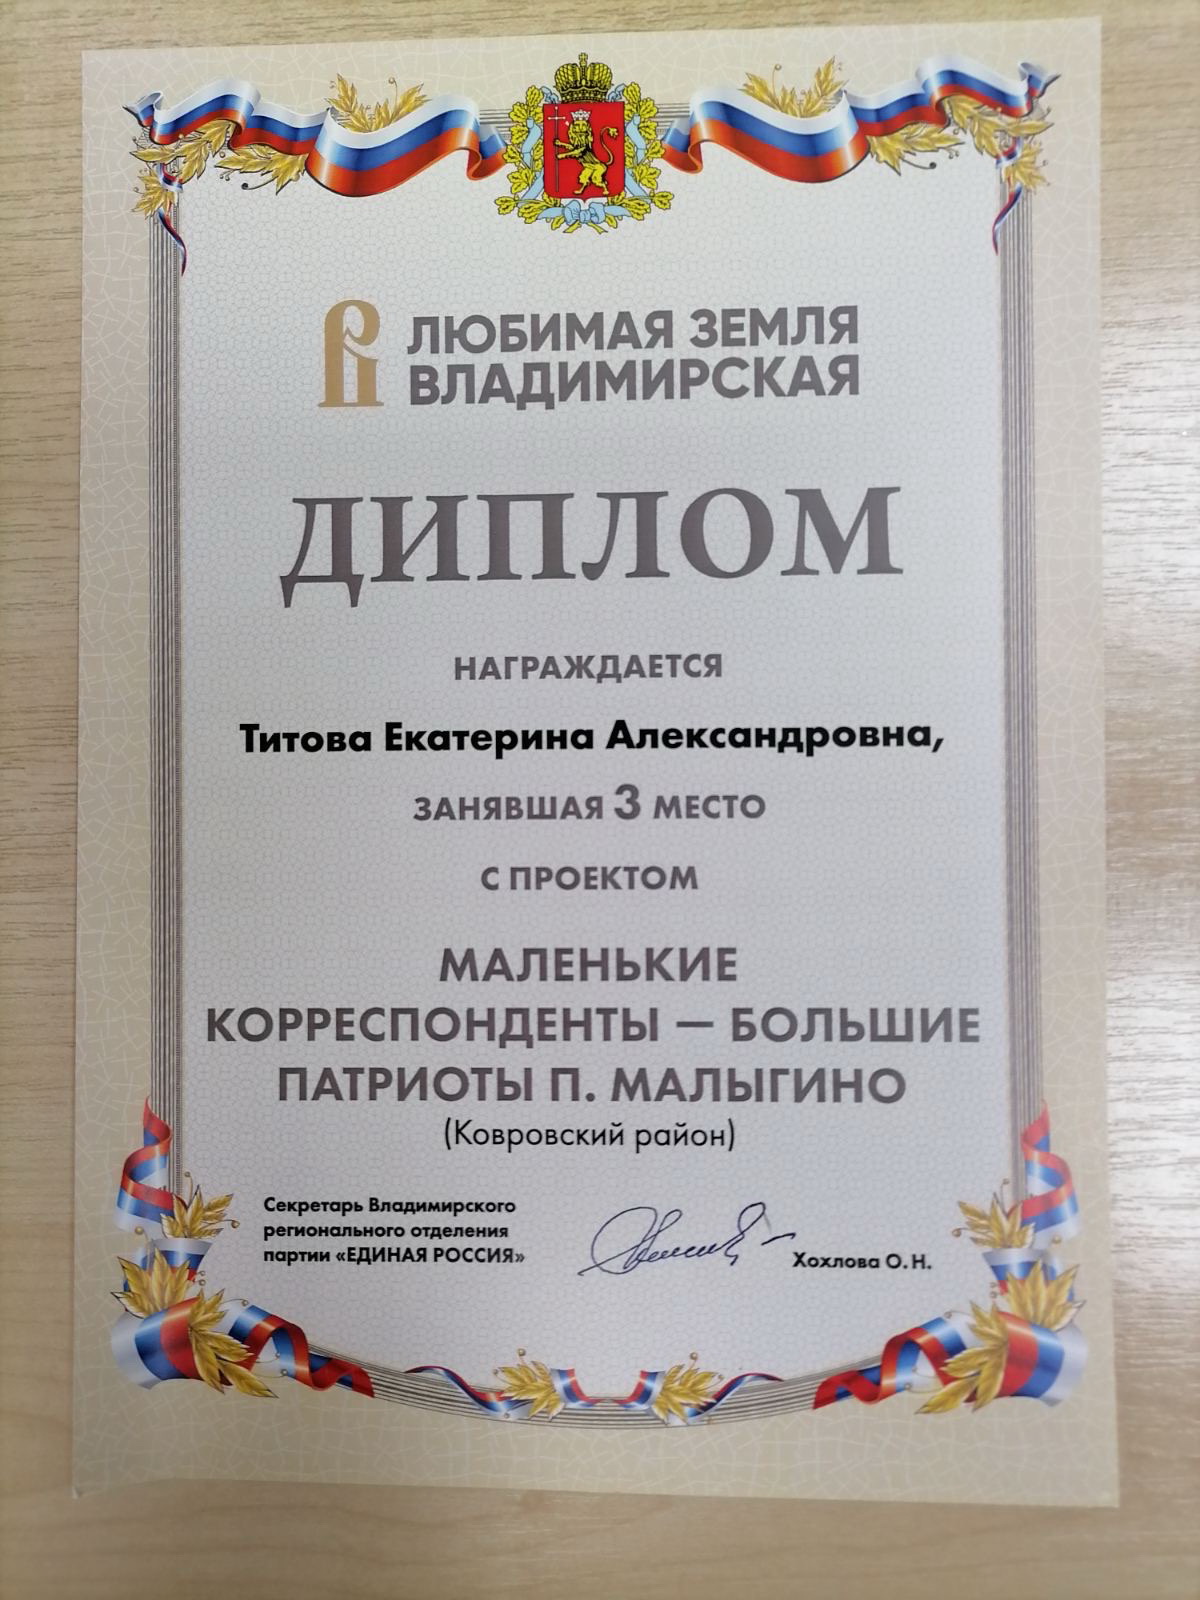 ЛЮБИМАЯ ЗЕМЛЯ
ВЛАДИМИРСКАЯ
ДИПЛОМ
НАГРАЖДАЕТСЯ
Титова Екатерина Александровна,
ЗАНЯВШАЯ 3 МЕСТО
С ПРОЕКТОМ
МАЛЕНЬКИЕ
КОРРЕСПОНДЕНТЫ — БОЛЬШИЕ
ПАТРИОТЫ П. МАЛЫГИНО
(Ковровский район)
Секретарь Владимирского
регионального отделения
партии «ЕДИНАЯ РОССИЯ»
Хохлова О.Н.